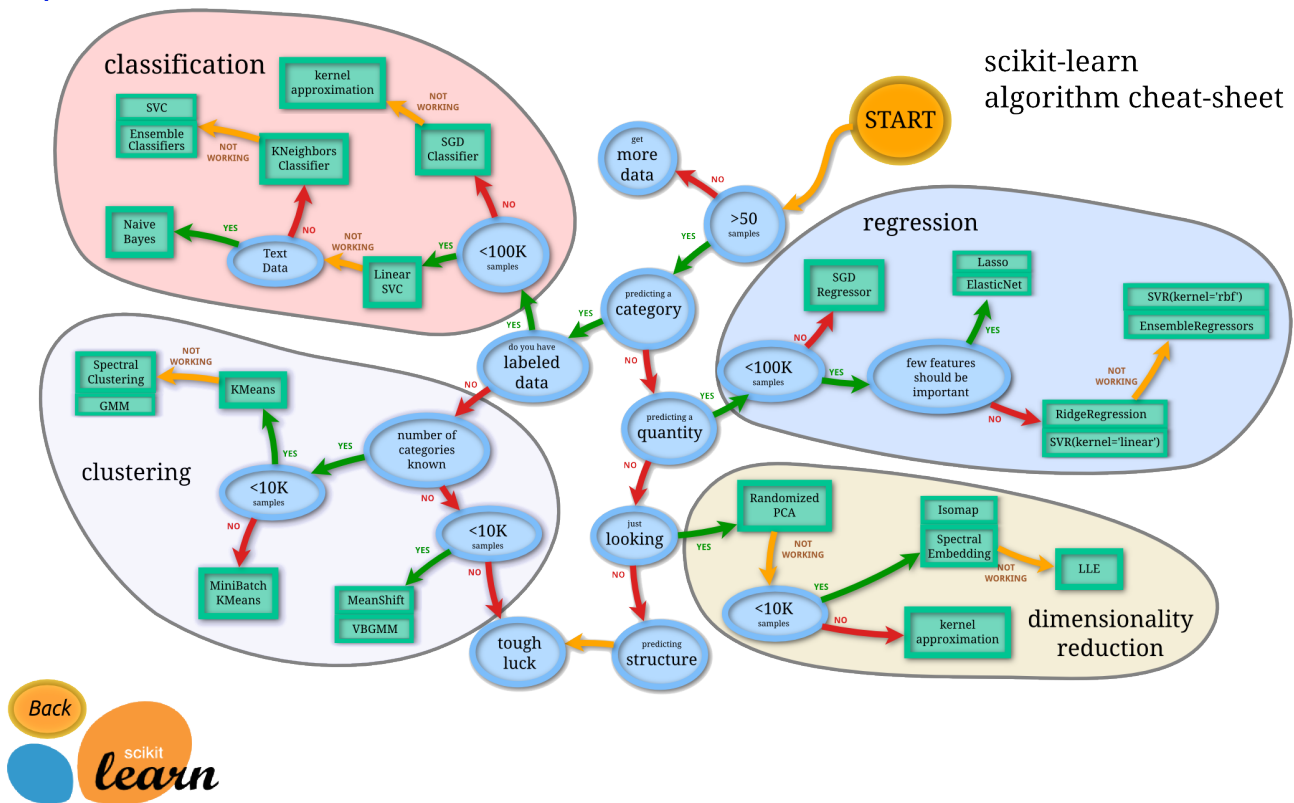 scikit-learn
algorithm cheat-sheet
START
get
more
data
NO
>50
samples
YES
predicting a
category
YES
NO
do you have
labeled
data
YES
NO
predicting a
quantity
YES
NO
just
looking
YES
NO
predicting
structure
tough
luck
classification
kernel
approximation
NOT
WORKING
SGD
Classifier
NO
<100K
samples
YES
Linear
SVC
NOT
WORKING
Text
Data
YES
Naive
Bayes
NO
KNeighbors
Classifier
NOT
WORKING
SVC
Ensemble
Classifiers
clustering
number of
categories
known
YES
NO
<10K
samples
YES
KMeans
NOT
WORKING
Spectral
Clustering
GMM
NO
MiniBatch
KMeans
<10K
samples
YES
MeanShift
VBGMM
NO
regression
<100K
samples
NO
SGD
Regressor
YES
few features
should be
important
YES
Lasso
ElasticNet
NO
RidgeRegression
SVR(kernel='linear')
NOT
WORKING
SVR(kernel='rbf')
EnsembleRegressors
dimensionality
reduction
Randomized
PCA
NOT
WORKING
<10K
samples
YES
Isomap
Spectral
Embedding
NOT
WORKING
LLE
NO
kernel
approximation
Back
scikit
learn